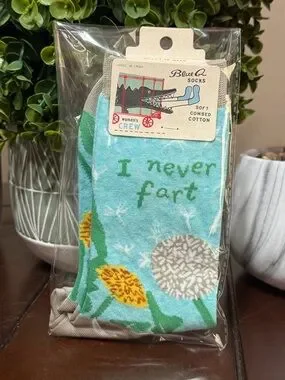 Blue Q
SOCKS
SOFT
COMBED
COTTON
women's
CREW
I never
fart